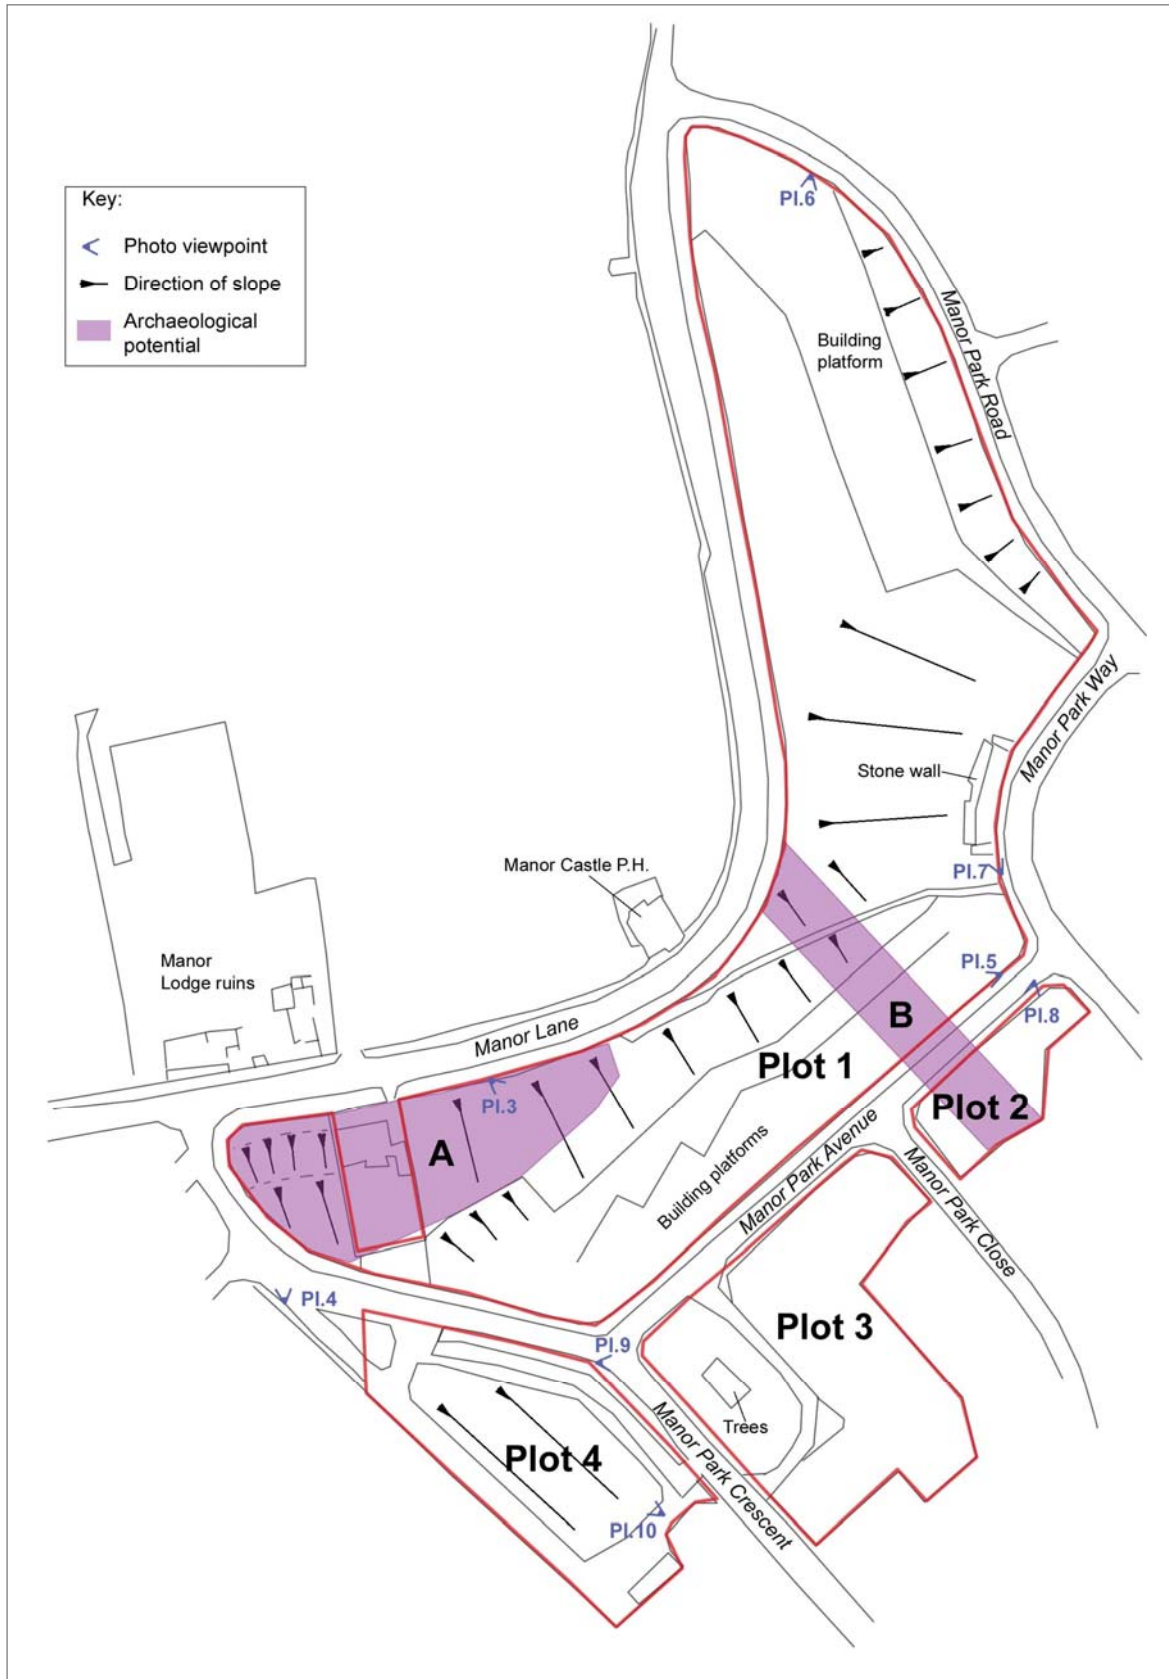 Key:
Photo viewpoint
Direction of slope
Archaeological
potential
Pl.6
Building
platform
Manor Park Road
Manor Park Way
Stone wall
Pl.7
Manor Castle P.H.
Manor
Lodge ruins
Pl.5
Pl.8
B
Manor Lane
Plot 1
Pl.3
Plot 2
A
Building platforms
Manor Park Avenue
Manor Park Close
Pl.4
Plot 3
Pl.9
Trees
Plot 4
Manor Park Crescent
Pl.10